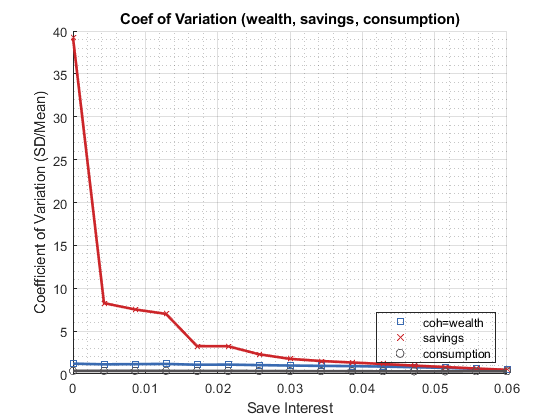 Coef of Variation (wealth, savings, consumption)
Coefficient of Variation (SD/Mean)
40
35
30
25
20
15
10
5
0
coh=wealth
savings
consumption
0 0.01 0.02 0.03 0.04 0.05 0.06
Save Interest